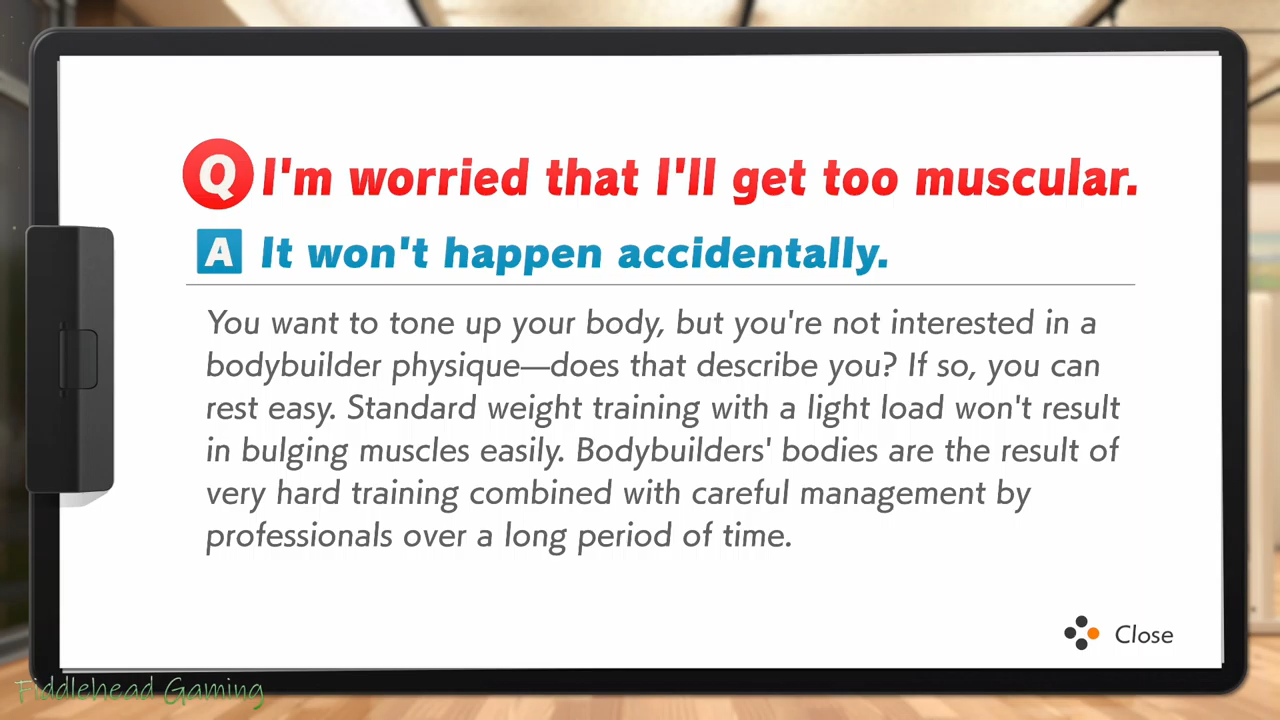 Q I'm worried that I'll get too muscular.
A It won't happen accidentally.
You want to tone up your body, but you're not interested in a
bodybuilder physique—does that describe you? If so, you can
rest easy. Standard weight training with a light load won't result
in bulging muscles easily. Bodybuilders' bodies are the result of
very hard training combined with careful management by
professionals over a long period of time.
Close
Fiddlehead Gaming